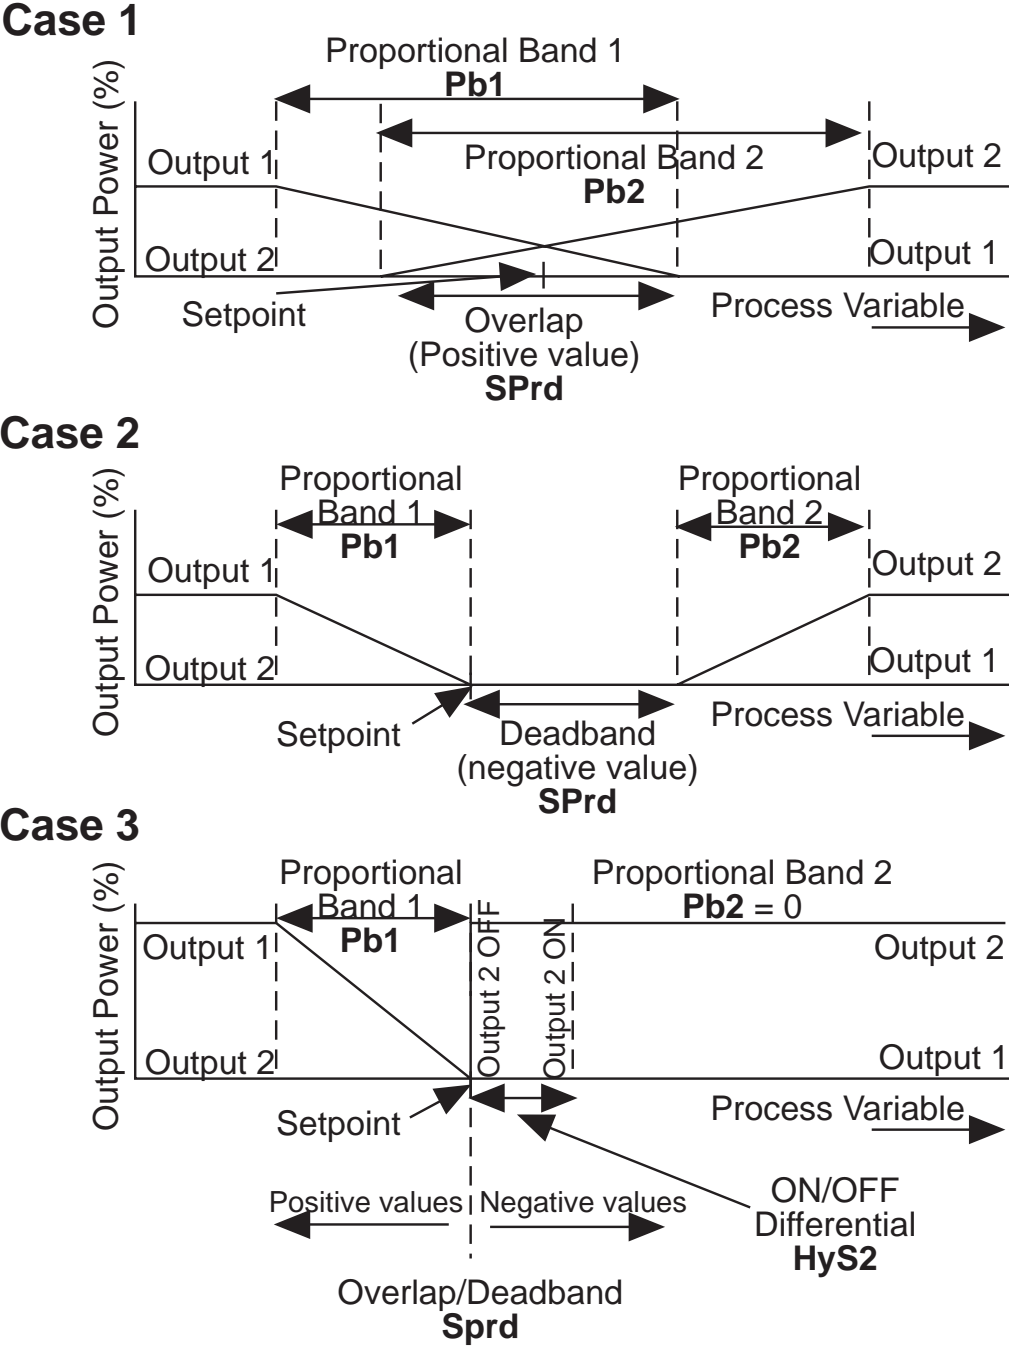 Case 1
Proportional Band 1
Pb1
Output Power (%)
Output 1
Proportional Band 2
Pb2
Output 2
Output 2
Output 1
Setpoint
Overlap
(Positive value)
SPrd
Process Variable
Case 2
Proportional
Band 1
Pb1
Proportional
Band 2
Pb2
Output Power (%)
Output 1
Output 2
Output 2
Output 1
Setpoint
Deadband
(negative value)
SPrd
Process Variable
Case 3
Proportional
Band 1
Pb1
Proportional Band 2
Pb2 = 0
Output Power (%)
Output 1
Output 2 OFF
Output 2 ON
Output 2
Output 2
Output 1
Setpoint
Process Variable
Positive values
Negative values
ON/OFF
Differential
HyS2
Overlap/Deadband
Sprd